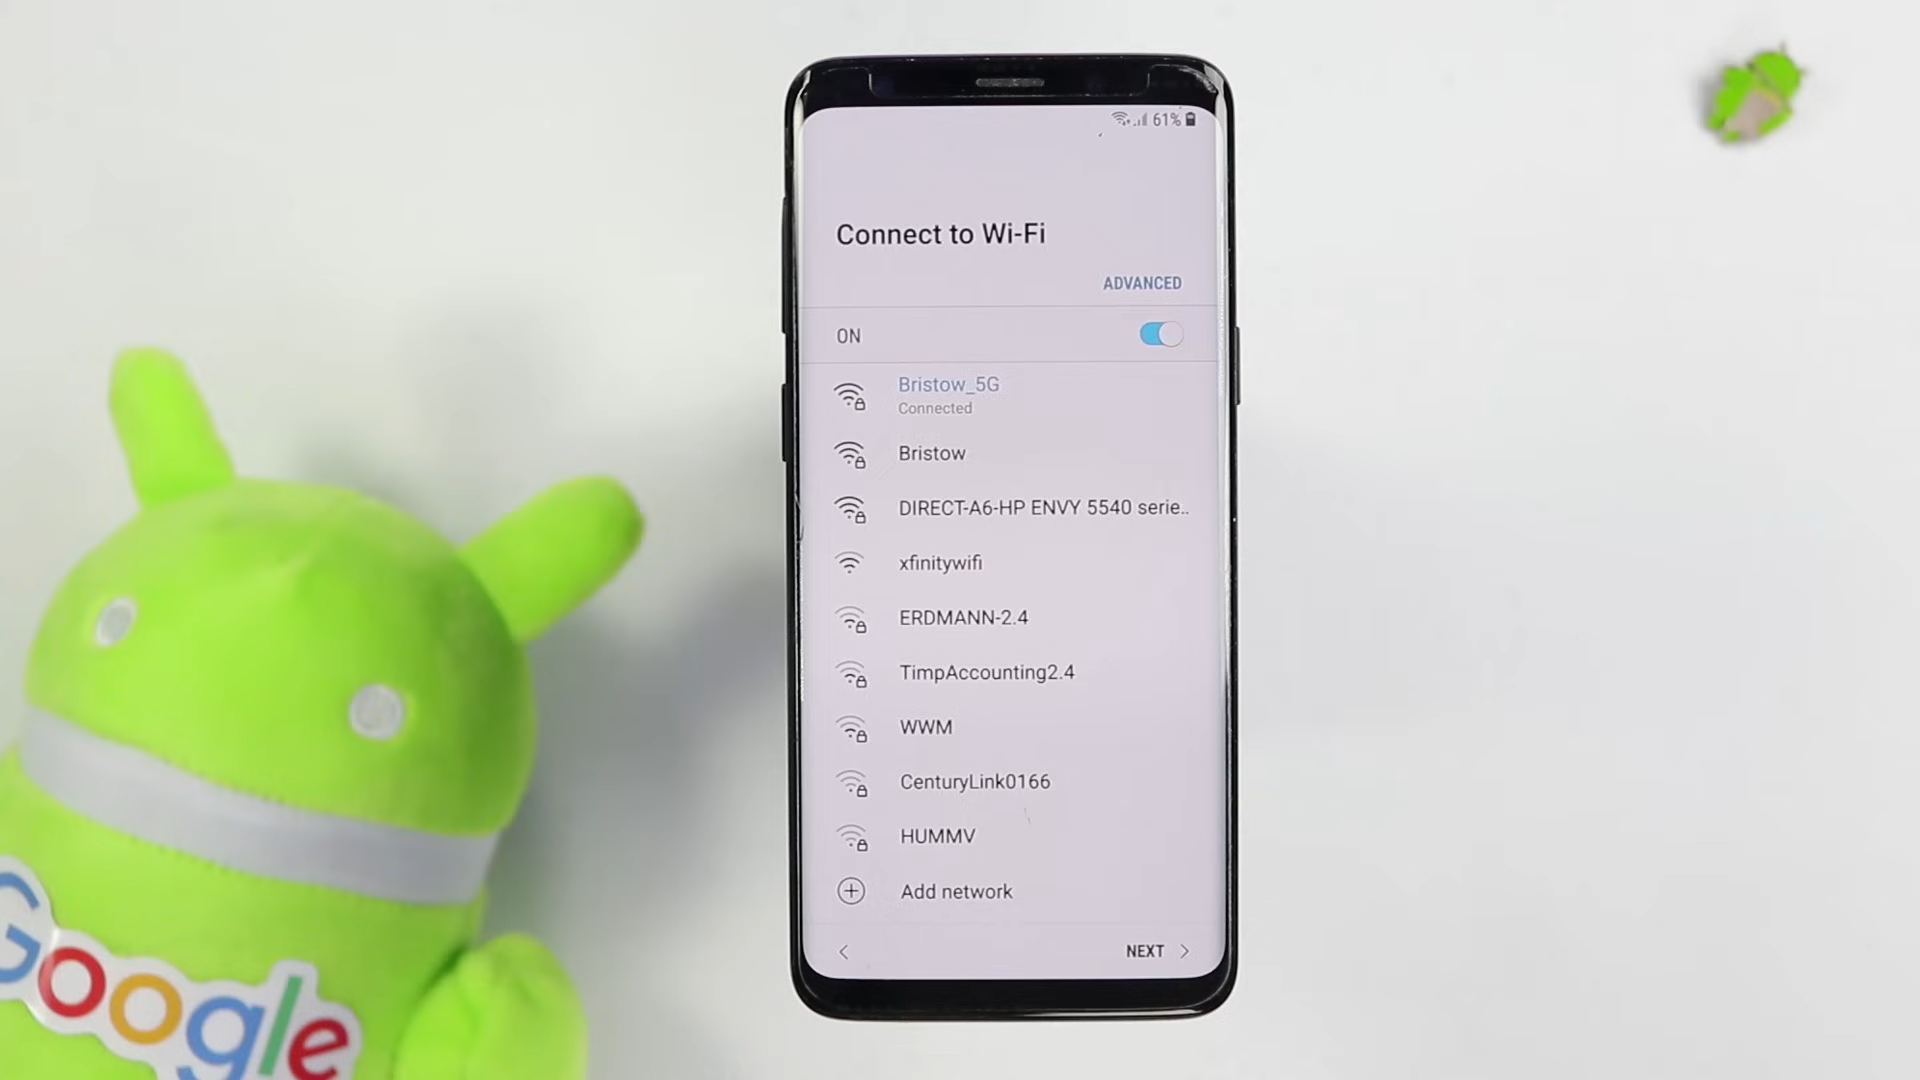 61%
Connect to Wi-Fi
ADVANCED
ON
Bristow_5G
Connected
Bristow
DIRECT-A6-HP ENVY 5540 serie..
xfinitywifi
ERDMANN-2.4
TimpAccounting2.4
WWM
CenturyLink0166
HUMMV
Add network
NEXT
Google